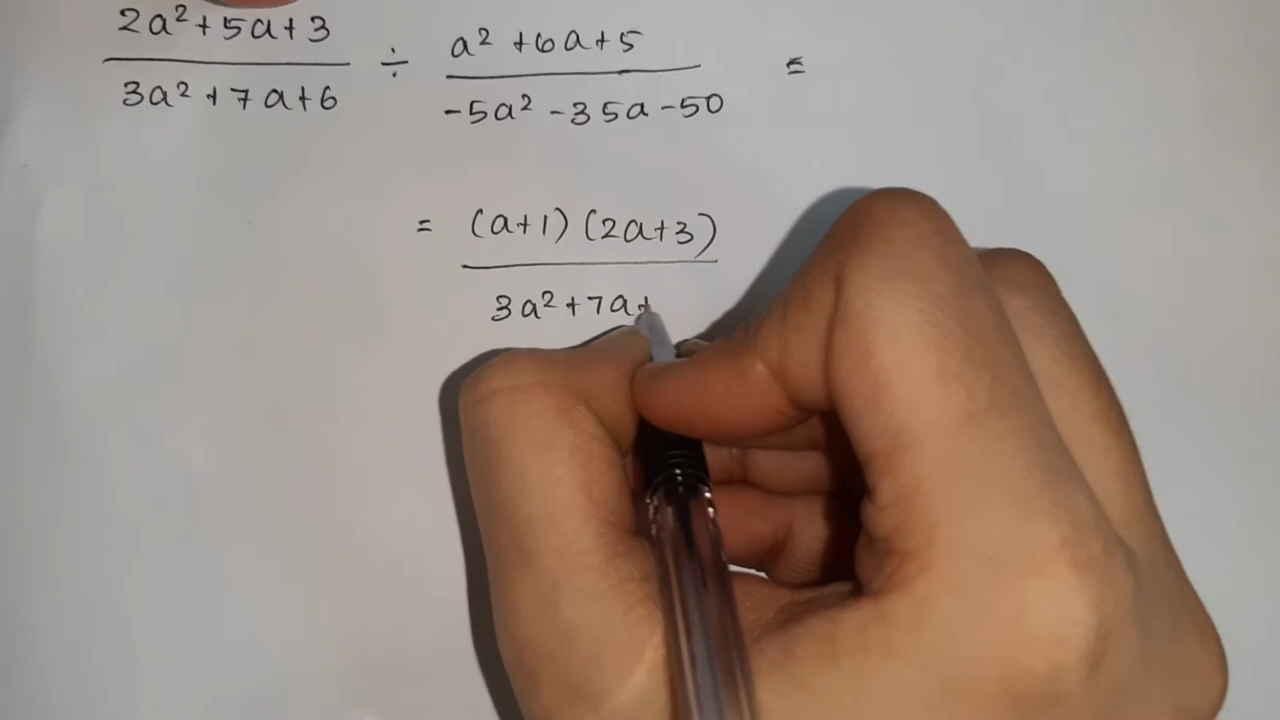 2a²+5a+3 / 3a²+7a+6 ÷ a²+6a+5 / -5a²-35a-50 =
= (a+1)(2a+3) / 3a²+7a+